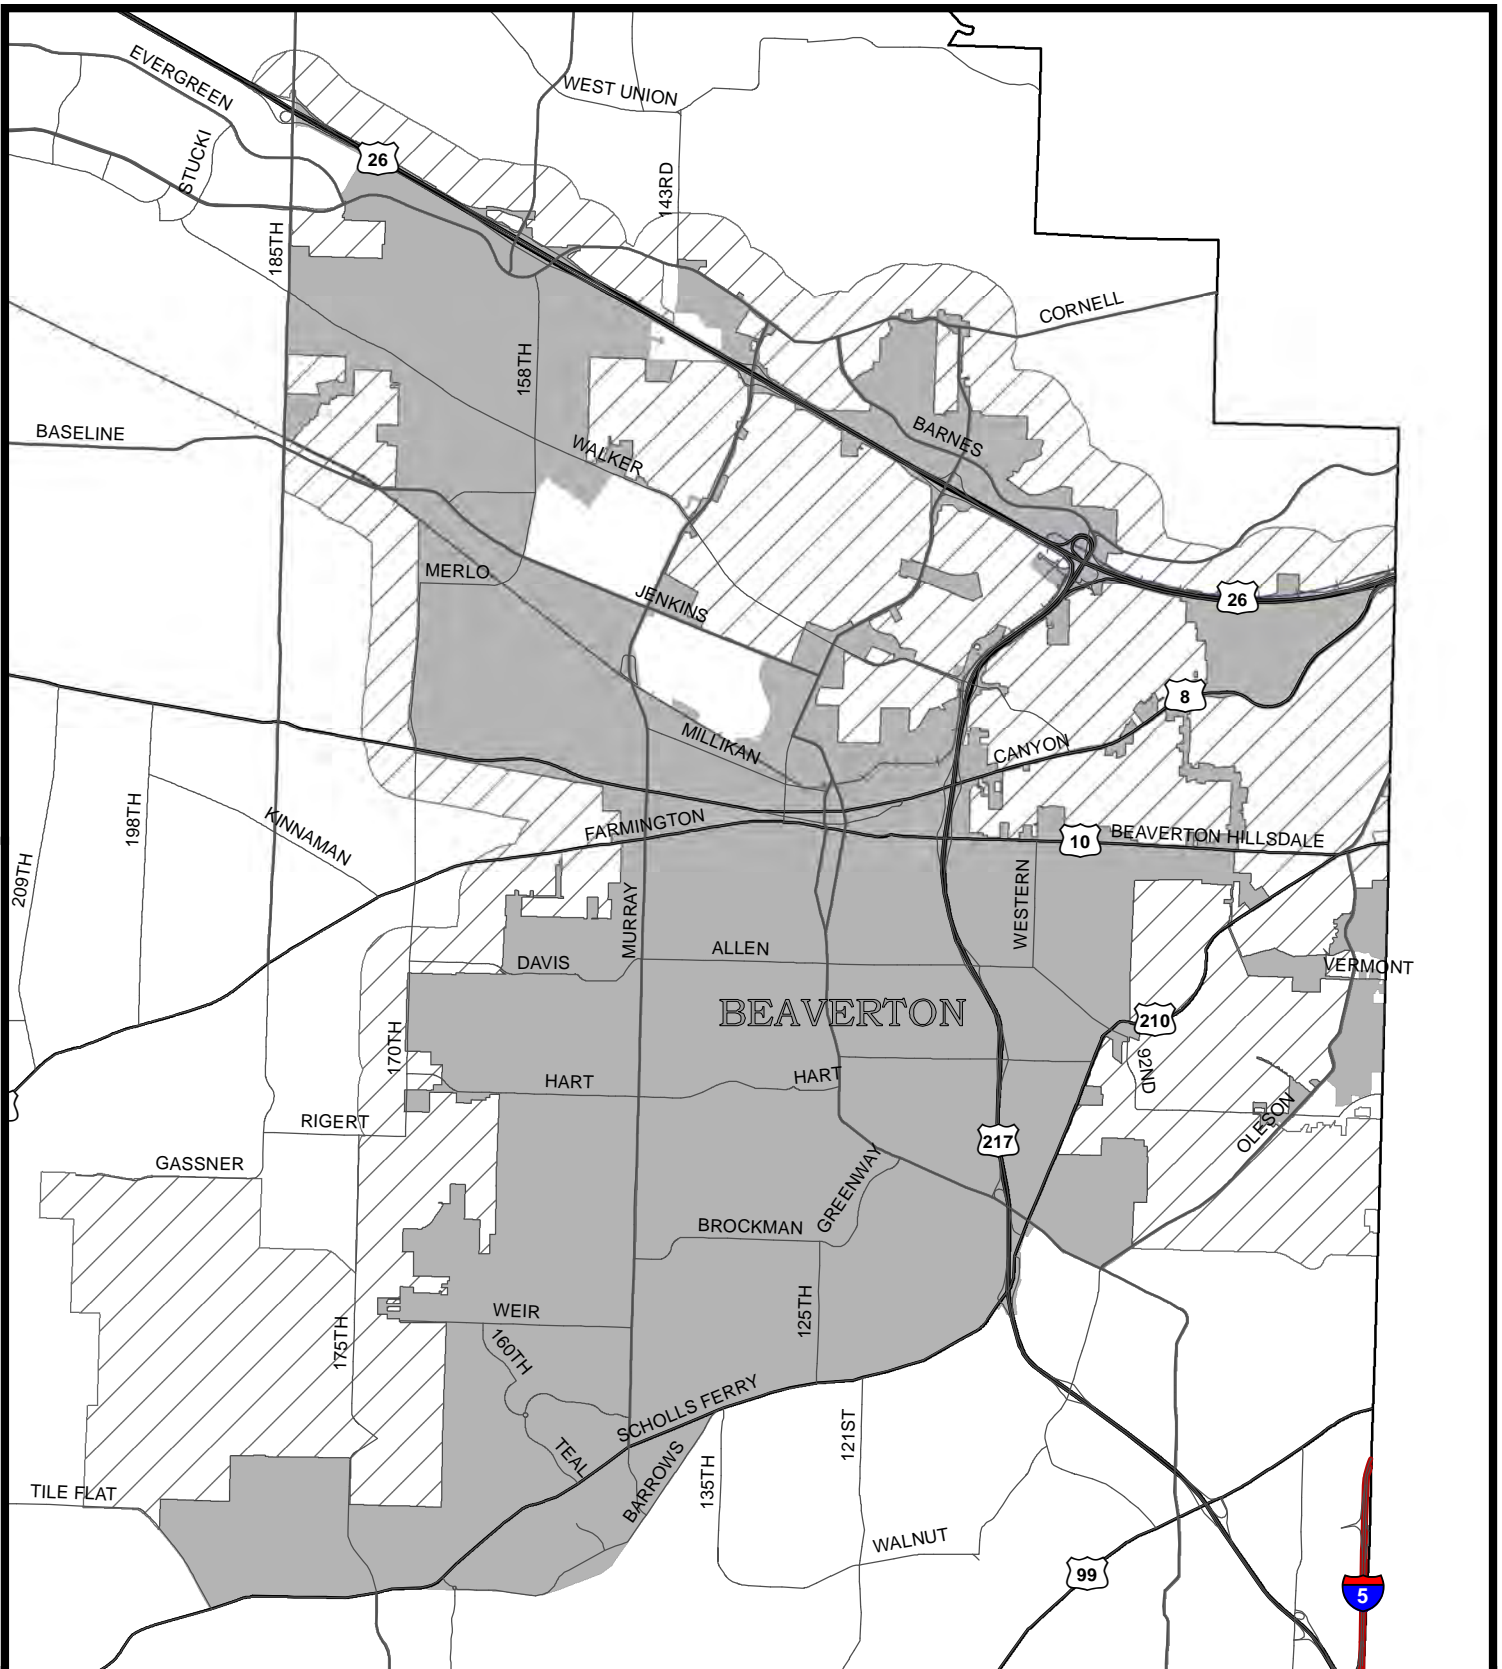 EVERGREEN
WEST UNION
STUCKI
26
143RD
185TH
CORNELL
158TH
BASELINE
WALKER
BARNES
MERLO
JENKINS
26
8
MILLIKAN
CANYON
198TH
KINNAMAN
FARMINGTON
10
BEAVERTON HILLSDALE
209TH
MURRAY
WESTERN
ALLEN
DAVIS
VERMONT
BEAVERTON
210
170TH
92ND
HART
HART
RIGERT
OLESON
217
GASSNER
GREENWAY
BROCKMAN
WEIR
125TH
175TH
160TH
SCHOLLS FERRY
121ST
TEAL
BARROWS
135TH
TILE FLAT
WALNUT
99
5